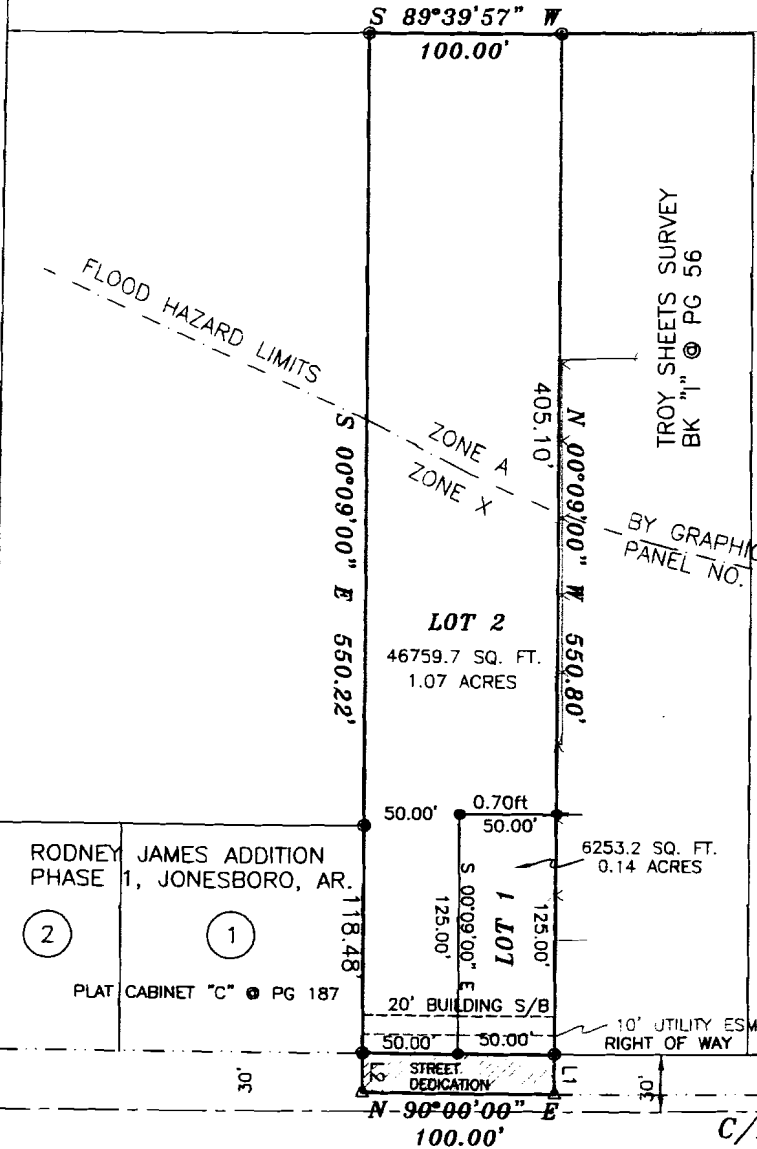 S 89°39'57" W
100.00'
FLOOD HAZARD LIMITS
TROY SHEETS SURVEY
BK "I" @ PG 56
405.10'
ZONE A
ZONE X
S 00°09'00" E 550.22'
N 00°09'00" W 550.80'
BY GRAPHIC
PANEL NO.
LOT 2
46759.7 SQ. FT.
1.07 ACRES
50.00'
0.70ft
50.00'
6253.2 SQ. FT.
0.14 ACRES
RODNEY JAMES ADDITION
PHASE 1, JONESBORO, AR.
2
1
118.48'
125.00'
S 00°09'00" E
LOT 1
125.00'
PLAT CABINET "C" @ PG 187
20' BUILDING S/B
10' UTILITY ESM
RIGHT OF WAY
50.00'
50.00'
30'
L2
STREET
DEDICATION
L1
N 90°00'00" E
100.00'
C/